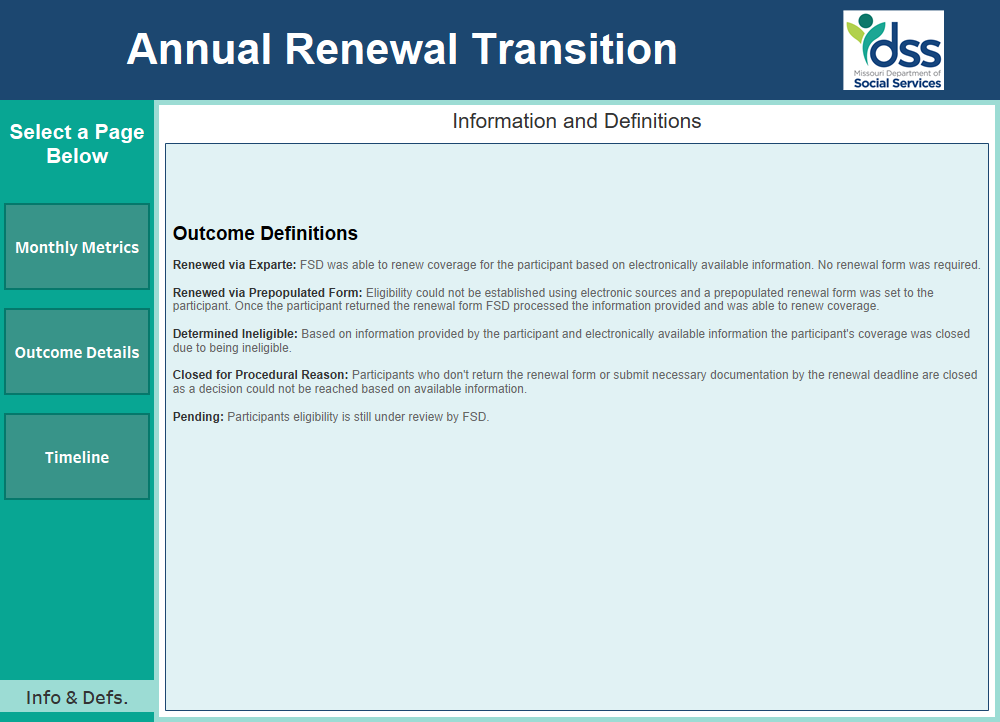 Annual Renewal Transition
dss
Missouri Department of
Social Services
Select a Page
Below
Monthly Metrics
Outcome Details
Timeline
Info & Defs.
Information and Definitions
Outcome Definitions
Renewed via Exparte: FSD was able to renew coverage for the participant based on electronically available information. No renewal form was required.
Renewed via Prepopulated Form: Eligibility could not be established using electronic sources and a prepopulated renewal form was set to the
participant. Once the participant returned the renewal form FSD processed the information provided and was able to renew coverage.
Determined Ineligible: Based on information provided by the participant and electronically available information the participant's coverage was closed
due to being ineligible.
Closed for Procedural Reason: Participants who don't return the renewal form or submit necessary documentation by the renewal deadline are closed
as a decision could not be reached based on available information.
Pending: Participants eligibility is still under review by FSD.